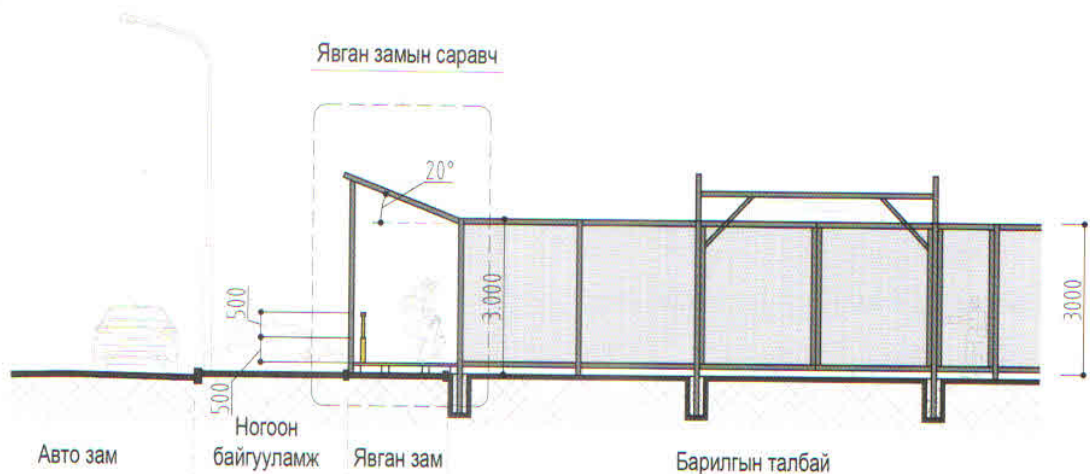 Явган замын саравч
20°
500
3.000
3000
500
Ногоон
байгууламж
Авто зам
Явган зам
Барилгын талбай